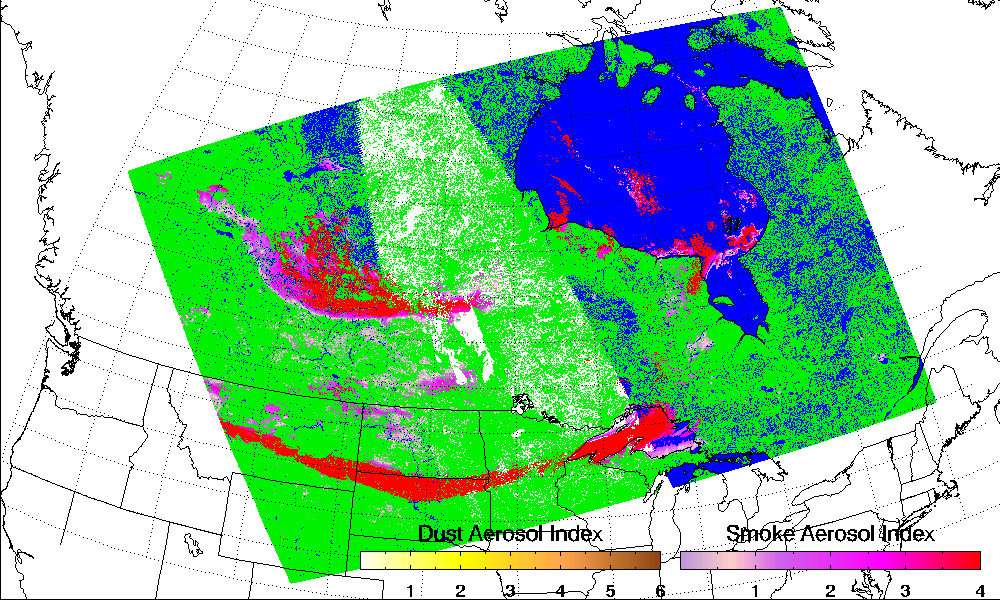 Dust Aerosol Index
Smoke Aerosol Index
1 2 3 4 5 6
1 2 3 4